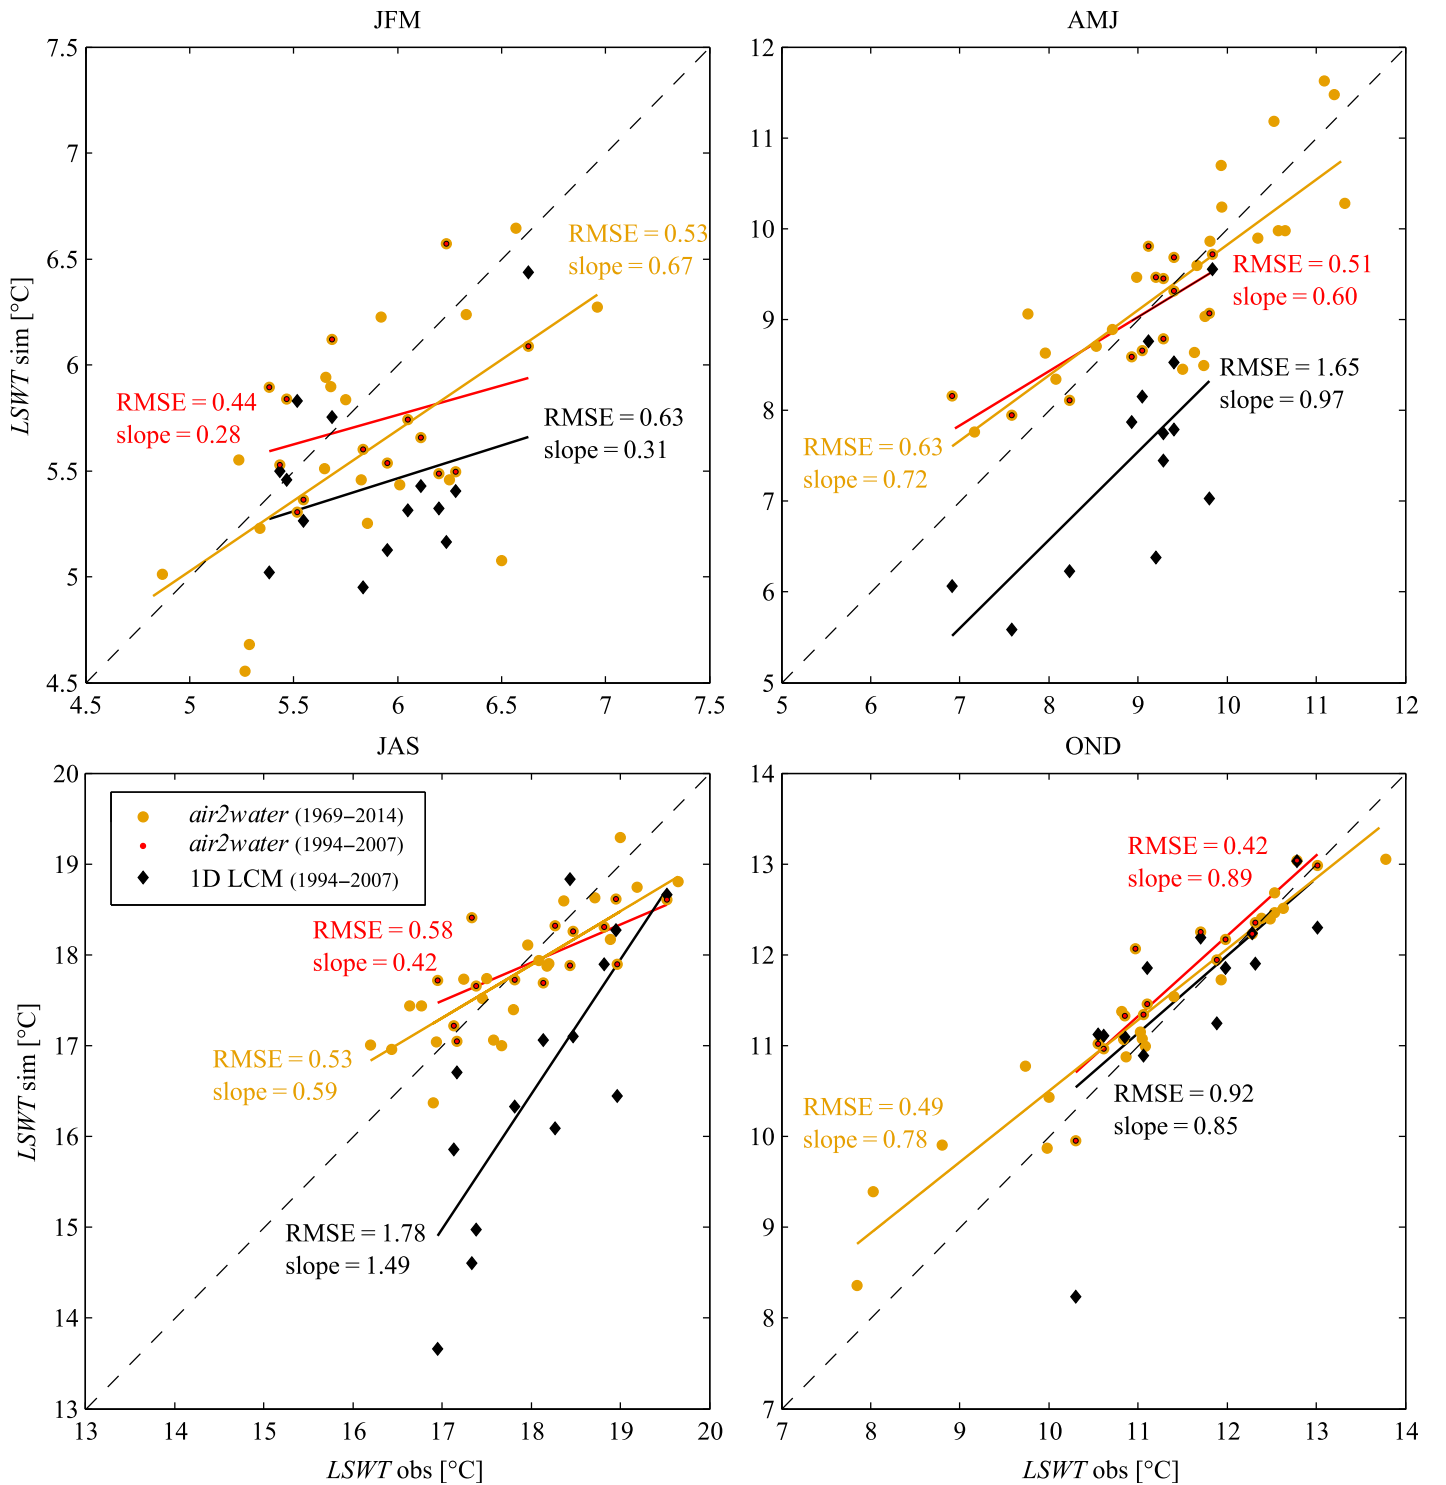 JFM
7.5
7
6.5
6
5.5
5
4.5
4.5 5 5.5 6 6.5 7 7.5
LSWT sim [°C]
RMSE = 0.53
slope = 0.67
RMSE = 0.44
slope = 0.28
RMSE = 0.63
slope = 0.31
AMJ
12
11
10
9
8
7
6
5
5 6 7 8 9 10 11 12
RMSE = 0.51
slope = 0.60
RMSE = 1.65
slope = 0.97
RMSE = 0.63
slope = 0.72
JAS
20
19
18
17
16
15
14
13
13 14 15 16 17 18 19 20
LSWT sim [°C]
LSWT obs [°C]
air2water (1969–2014)
air2water (1994–2007)
1D LCM (1994–2007)
RMSE = 0.58
slope = 0.42
RMSE = 0.53
slope = 0.59
RMSE = 1.78
slope = 1.49
OND
14
13
12
11
10
9
8
7
7 8 9 10 11 12 13 14
LSWT obs [°C]
RMSE = 0.42
slope = 0.89
RMSE = 0.92
slope = 0.85
RMSE = 0.49
slope = 0.78